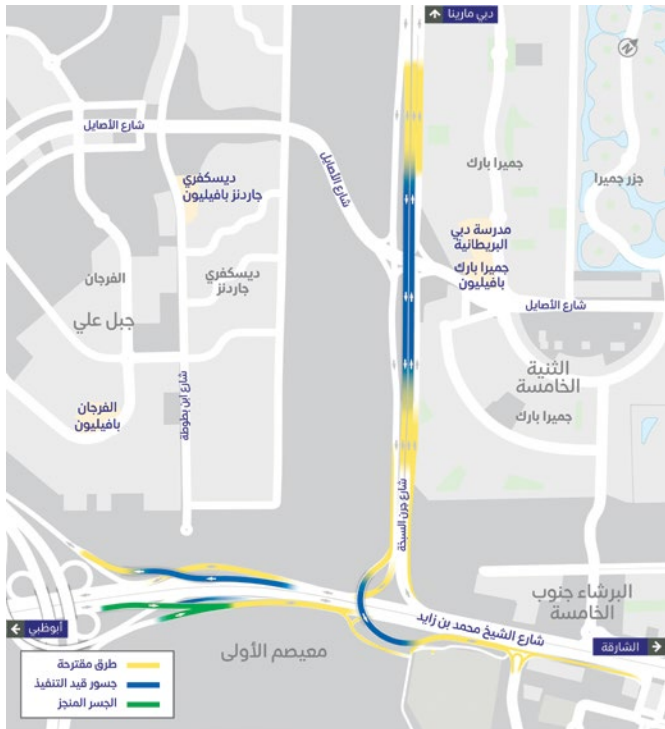 دبي مارينا
N
شارع الأصايل
شارع الأصايل
ديسكفري
جاردنز بافيليون
جميرا بارك
جزر جميرا
مدرسة دبي
البريطانية
جميرا بارك
بافيليون
الفرجان
ديسكفري
جاردنز
جبل علي
شارع الأصايل
الثنية
الخامسة
جميرا بارك
شارع ابن بطوطة
الفرجان
بافيليون
شارع جرن السبخة
البرشاء جنوب
الخامسة
أبوظبي
شارع الشيخ محمد بن زايد
الشارقة
معيصم الأولى
طرق مقترحة
جسور قيد التنفيذ
الجسر المنجز